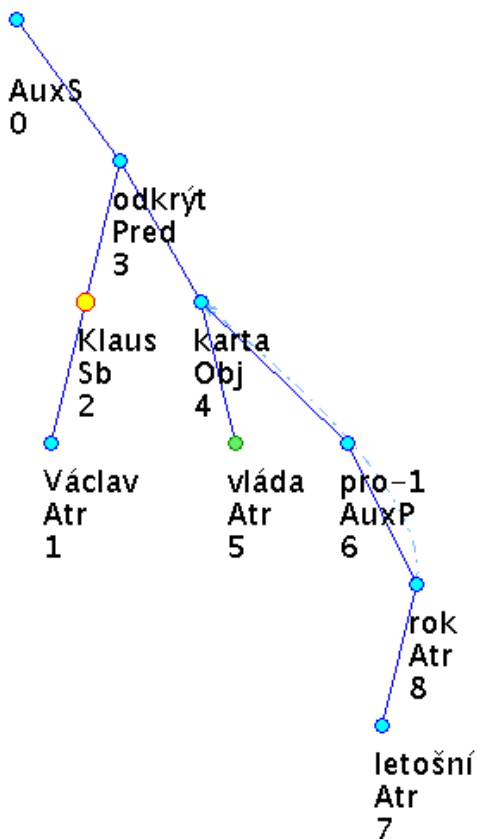 AuxS
0
odkrýt
Pred
3
Klaus
Sb
2
karta
Obj
4
Václav
Atr
1
vláda
Atr
5
pro-1
AuxP
6
rok
Atr
8
letošní
Atr
7